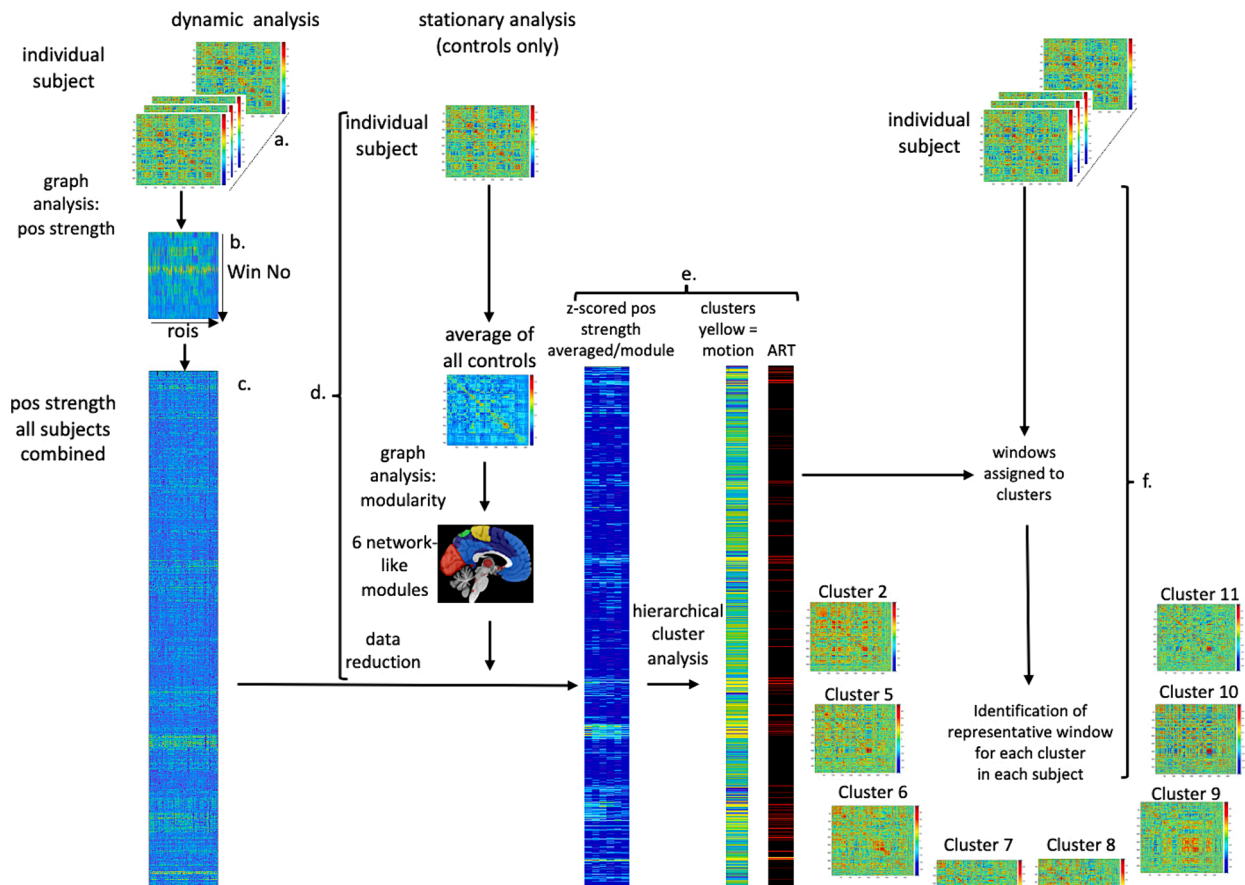 dynamic analysis
individual
subject
a.
graph
analysis:
pos strength
b.
Win No
rois
pos strength
all subjects
combined
c.
d.
stationary analysis
(controls only)
individual
subject
average of
all controls
graph
analysis:
modularity
6 network-
like
modules
data
reduction
e.
z-scored pos
strength
averaged/module
clusters
yellow =
motion
ART
hierarchical
cluster
analysis
individual
subject
windows
assigned to
clusters
f.
Identification of
representative window
for each cluster
in each subject
Cluster 2
Cluster 5
Cluster 6
Cluster 7
Cluster 8
Cluster 9
Cluster 10
Cluster 11